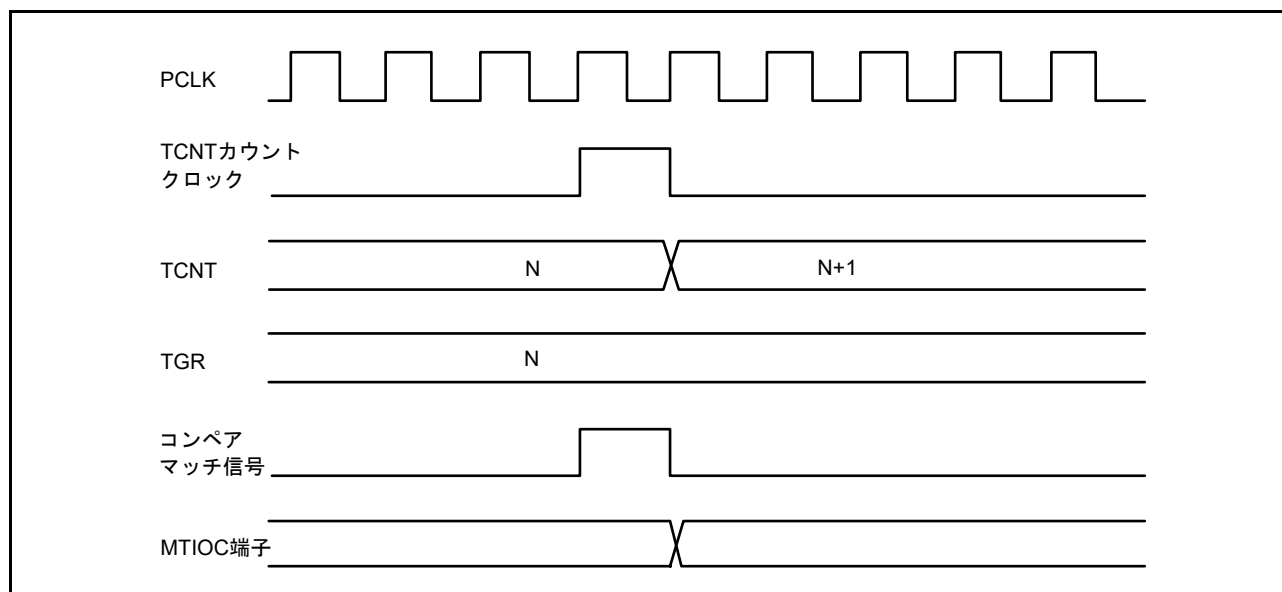 PCLK
TCNTカウント
クロック
TCNT
N
N+1
TGR
N
コンペア
マッチ信号
MTIOC端子